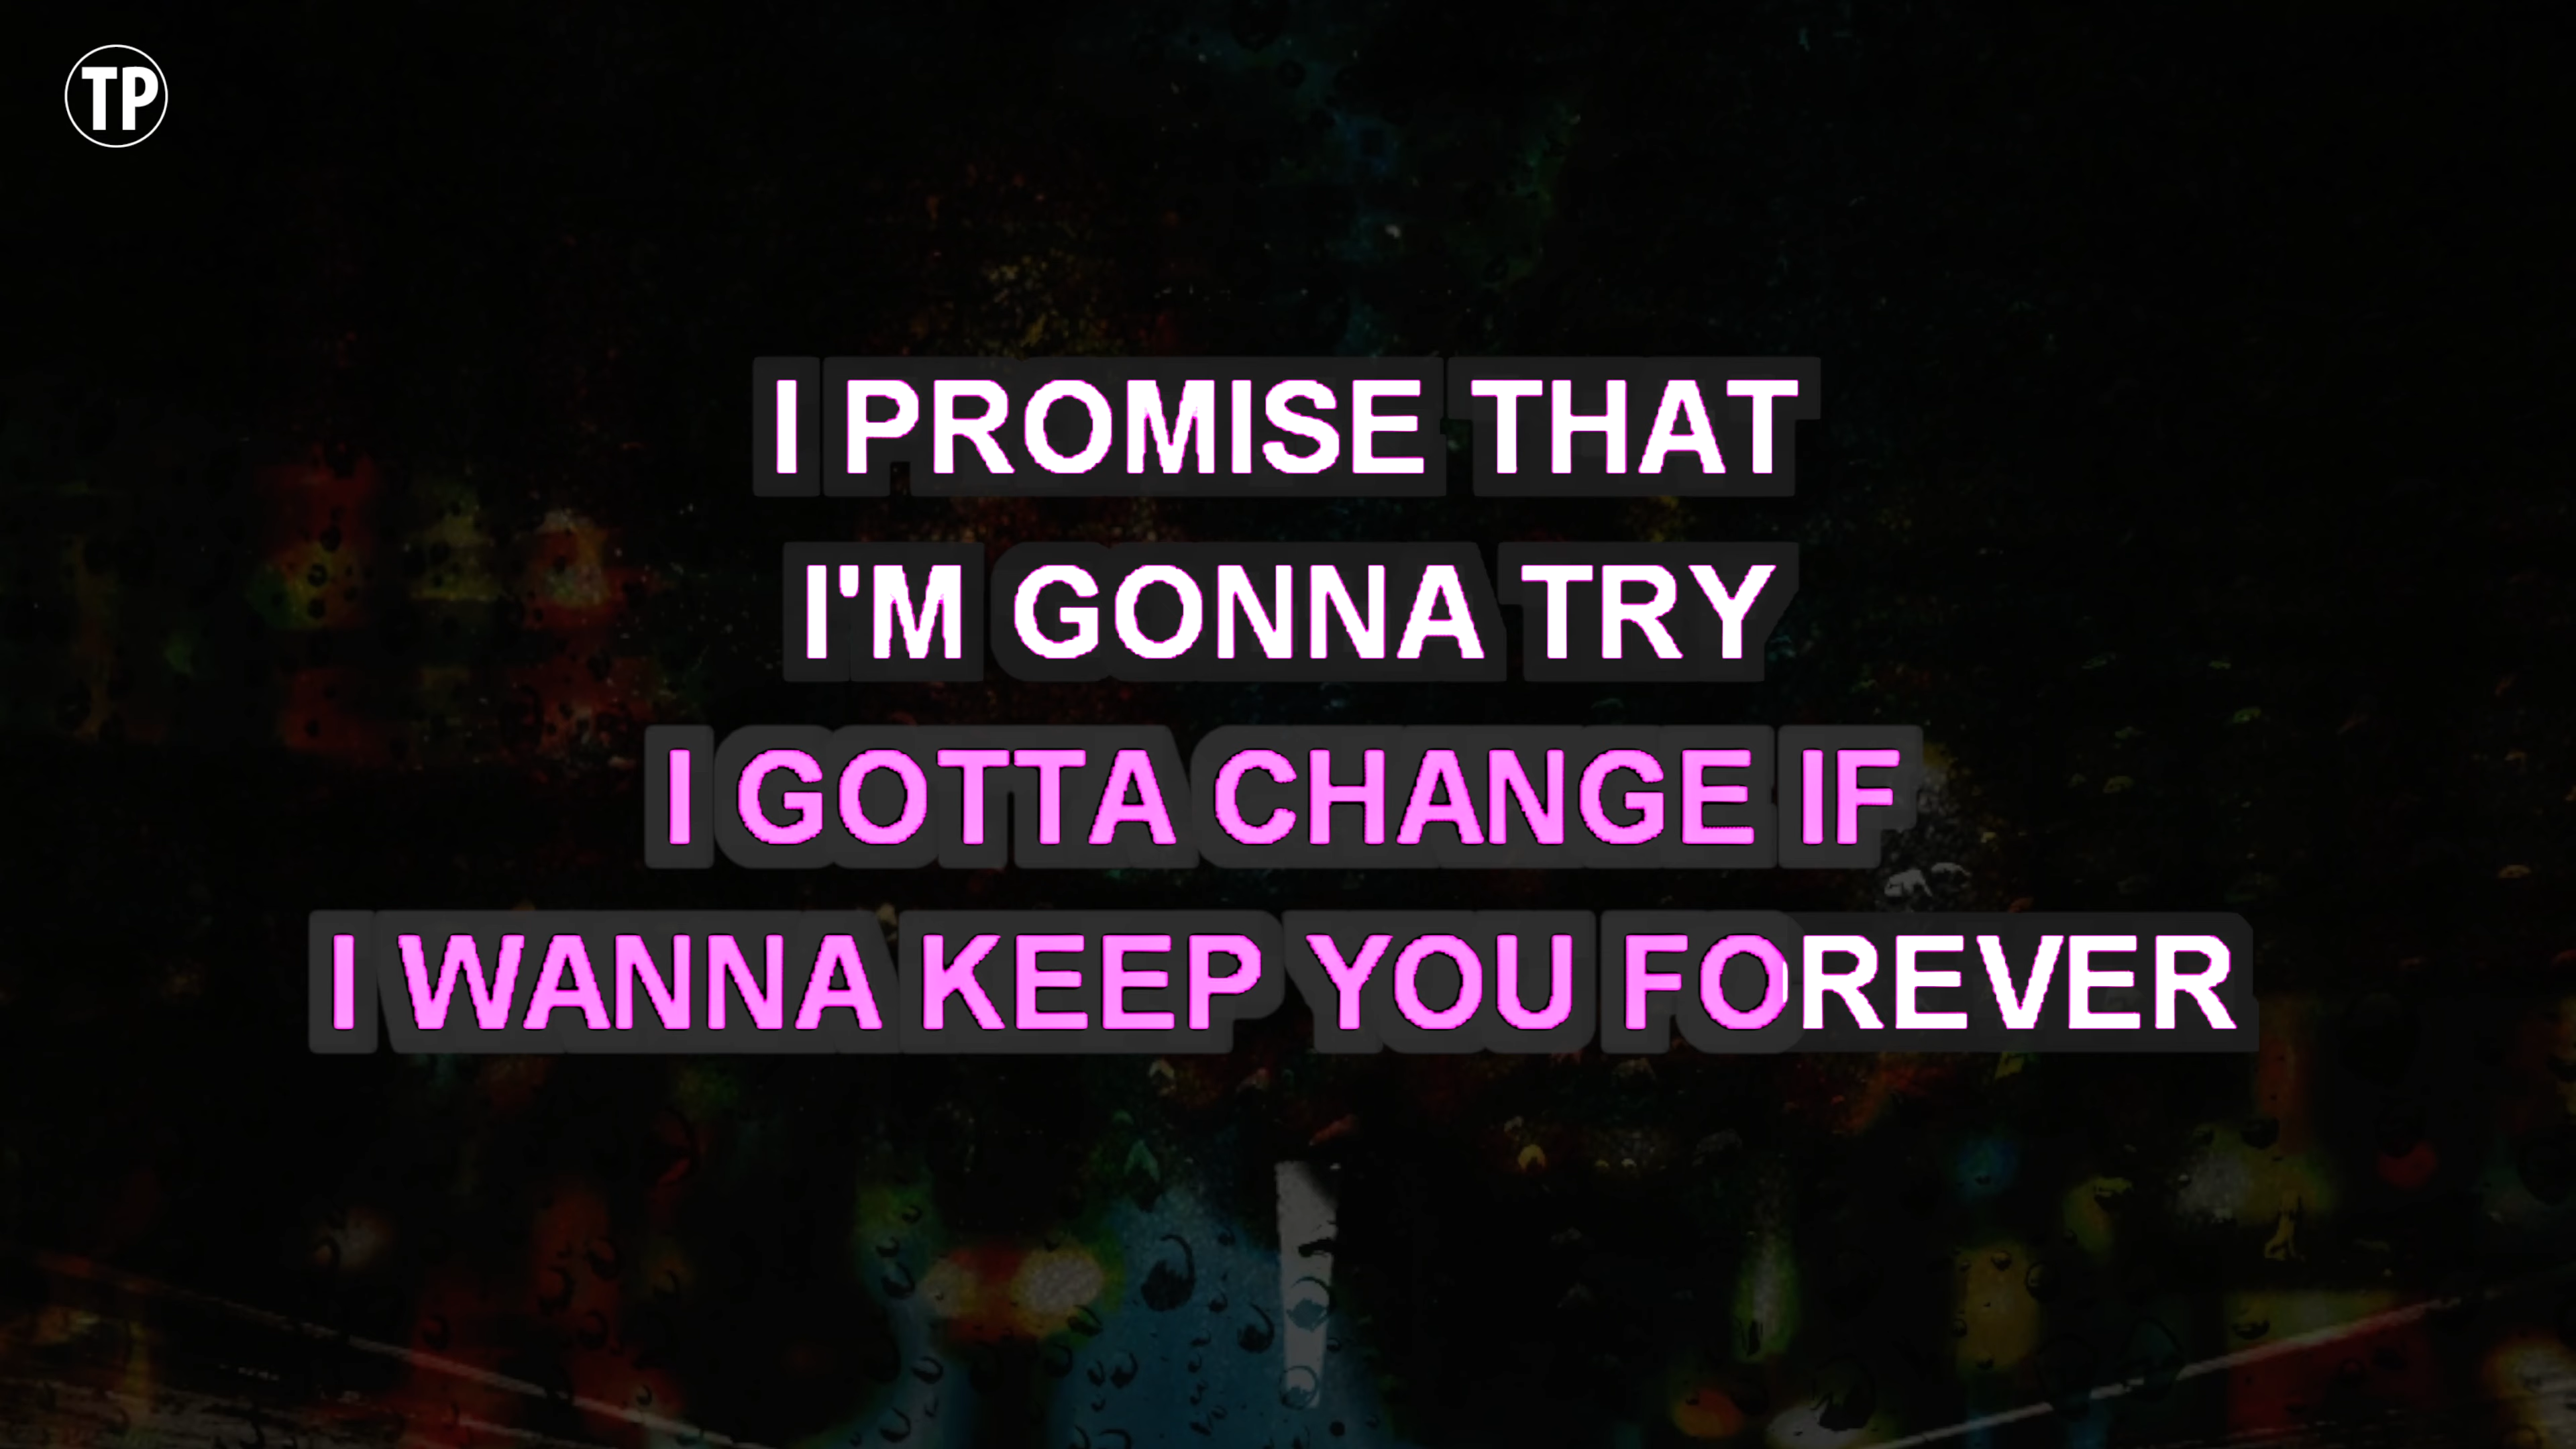 TP
I PROMISE THAT
I'M GONNA TRY
I GOTTA CHANGE IF
I WANNA KEEP YOU FOREVER